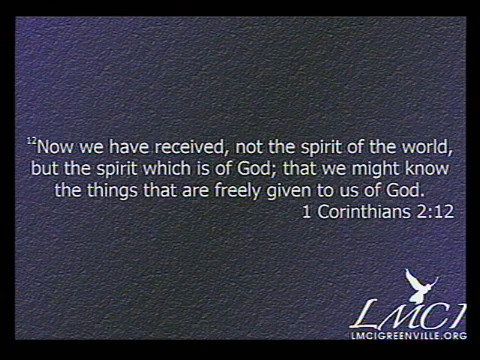 12Now we have received, not the spirit of the world,
but the spirit which is of God; that we might know
the things that are freely given to us of God.
1 Corinthians 2:12
LMCI
LMCIGREENVILLE.ORG